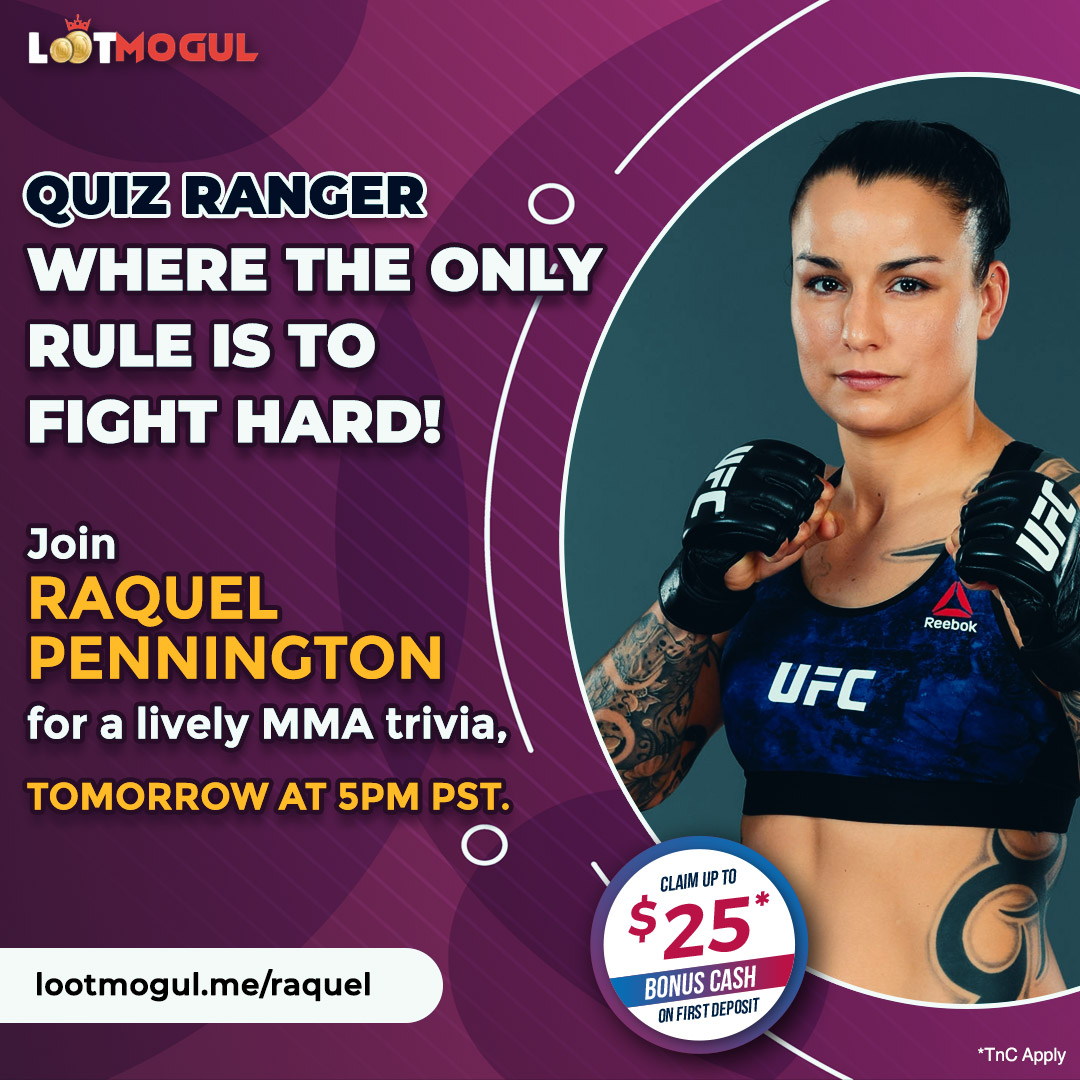 LOOTMOGUL
QUIZ RANGER
WHERE THE ONLY
RULE IS TO
FIGHT HARD!
Join
RAQUEL
PENNINGTON
for a lively MMA trivia,
TOMORROW AT 5PM PST.
lootmogul.me/raquel
CLAIM UP TO
$25*
BONUS CASH
ON FIRST DEPOSIT
UFC
UFC
Reebok
UFC
*TnC Apply